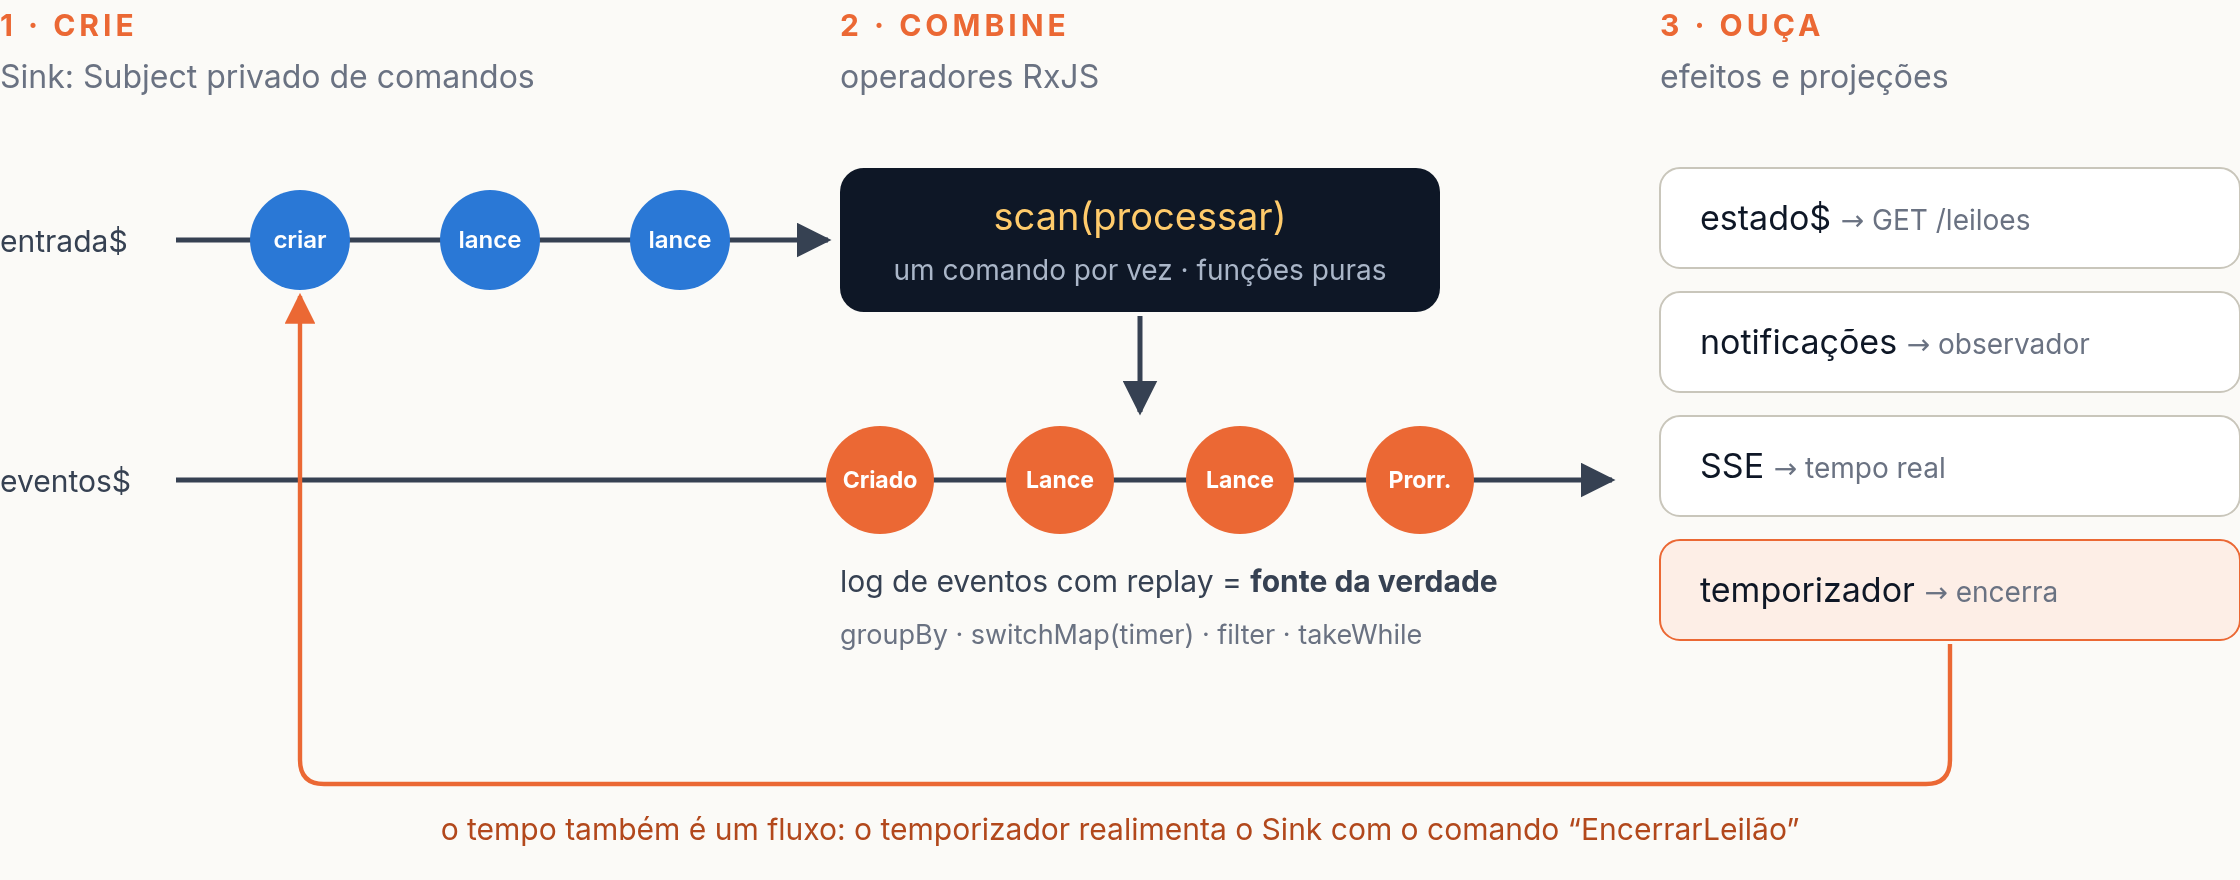 1 · CRIE
Sink: Subject privado de comandos
2 · COMBINE
operadores RxJS
3 · OUÇA
efeitos e projeções
entrada$
criar
lance
lance
scan(processar)
um comando por vez · funções puras
eventos$
Criado
Lance
Lance
Prorr.
log de eventos com replay = fonte da verdade
groupBy · switchMap(timer) · filter · takeWhile
estado$ → GET /leiloes
notificações → observador
SSE → tempo real
temporizador → encerra
o tempo também é um fluxo: o temporizador realimenta o Sink com o comando “EncerrarLeilão”